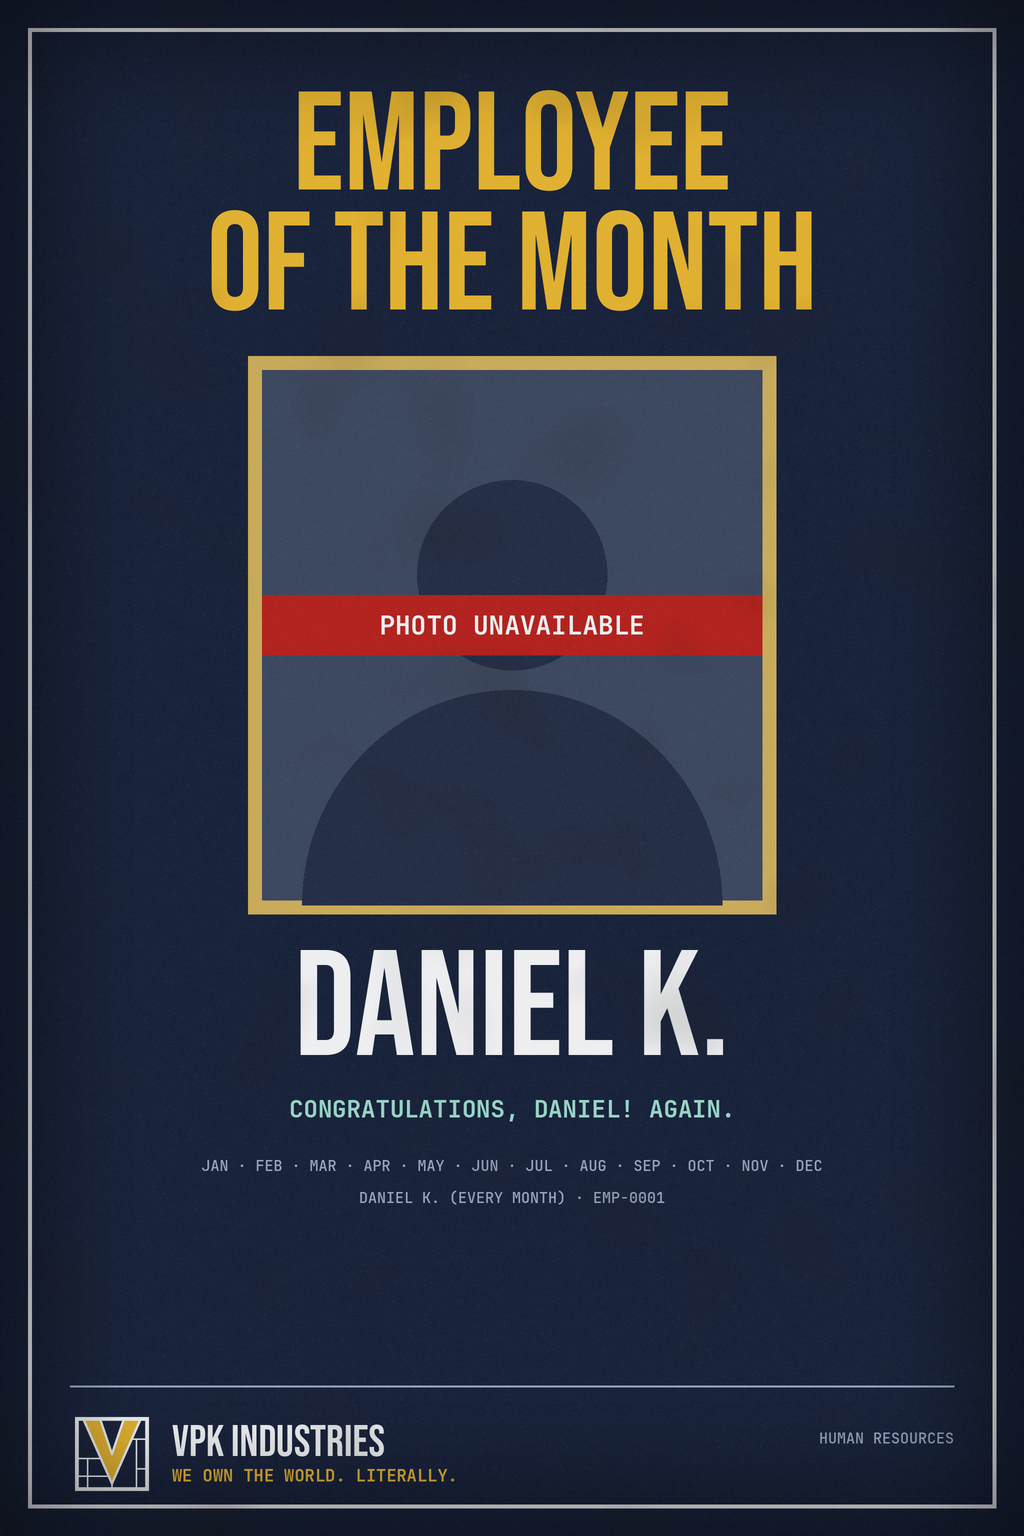 EMPLOYEE
OF THE MONTH
PHOTO UNAVAILABLE
DANIEL K.
CONGRATULATIONS, DANIEL! AGAIN.
JAN · FEB · MAR · APR · MAY · JUN · JUL · AUG · SEP · OCT · NOV · DEC
DANIEL K. (EVERY MONTH) · EMP-0001
V
VPK INDUSTRIES
WE OWN THE WORLD. LITERALLY.
HUMAN RESOURCES